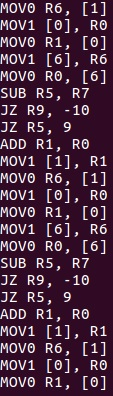 MOV0 R6, [1]
MOV1 [0], R0
MOV0 R1, [0]
MOV1 [6], R6
MOV0 R0, [6]
SUB R5, R7
JZ R9, -10
JZ R5, 9
ADD R1, R0
MOV1 [1], R1
MOV0 R6, [1]
MOV1 [0], R0
MOV0 R1, [0]
MOV1 [6], R6
MOV0 R0, [6]
SUB R5, R7
JZ R9, -10
JZ R5, 9
ADD R1, R0
MOV1 [1], R1
MOV0 R6, [1]
MOV1 [0], R0
MOV0 R1, [0]